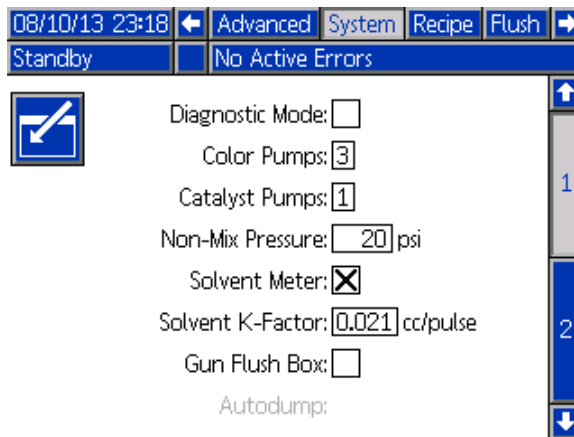 08/10/13 23:18 Advanced System Recipe Flush
Standby No Active Errors
Diagnostic Mode:
Color Pumps: 3
Catalyst Pumps: 1
1
Non-Mix Pressure: 20 psi
Solvent Meter:
Solvent K-Factor: 0.021 cc/pulse
2
Gun Flush Box:
Autodump: